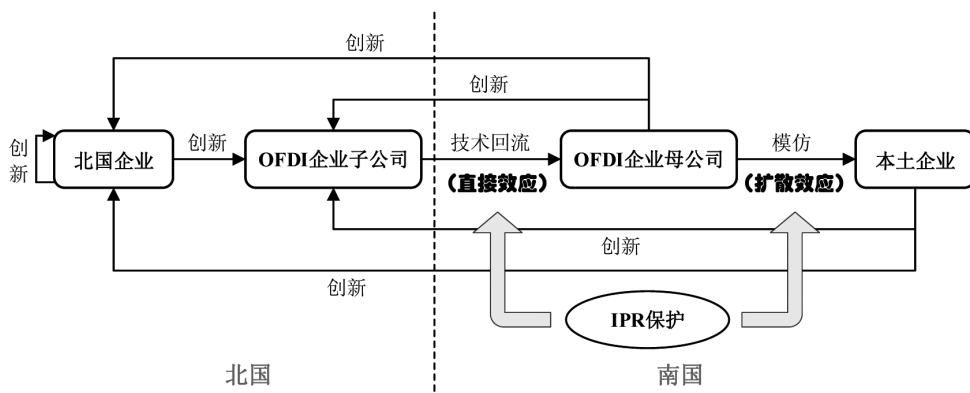 创新
创新
创新
北国企业
创新
OFDI企业子公司
技术回流
(直接效应)
OFDI企业母公司
模仿
(扩散效应)
本土企业
创新
创新
IPR保护
北国
南国